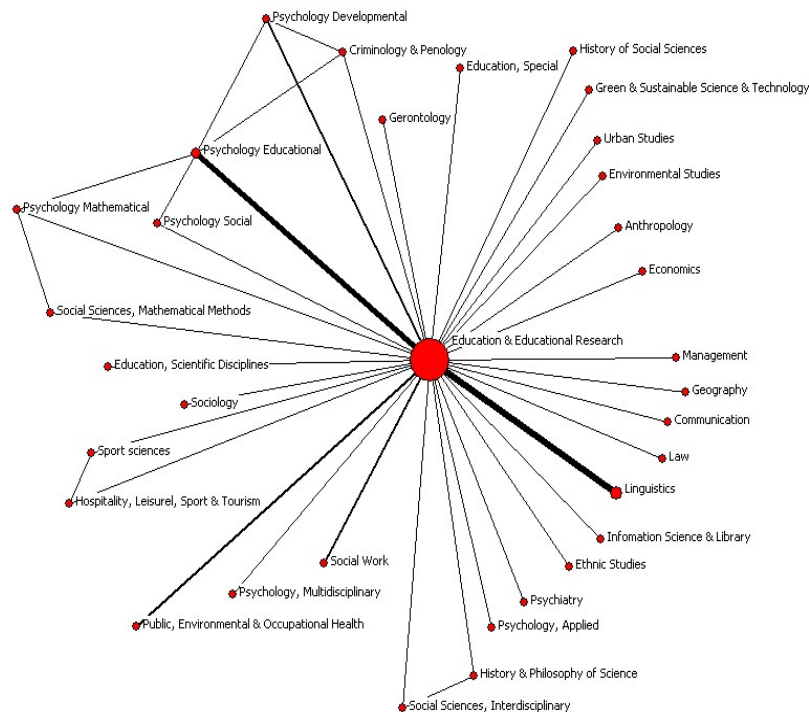 Psychology Developmental
Criminology & Penology
History of Social Sciences
Education, Special
Green & Sustainable Science & Technology
Gerontology
Urban Studies
Psychology Educational
Environmental Studies
Psychology Mathematical
Psychology Social
Anthropology
Economics
Social Sciences, Mathematical Methods
Education & Educational Research
Management
Education, Scientific Disciplines
Geography
Sociology
Communication
Sport sciences
Law
Linguistics
Hospitality, Leisurel, Sport & Tourism
Infomation Science & Library
Social Work
Ethnic Studies
Psychology, Multidisciplinary
Psychiatry
Public, Environmental & Occupational Health
Psychology, Applied
History & Philosophy of Science
Social Sciences, Interdisciplinary